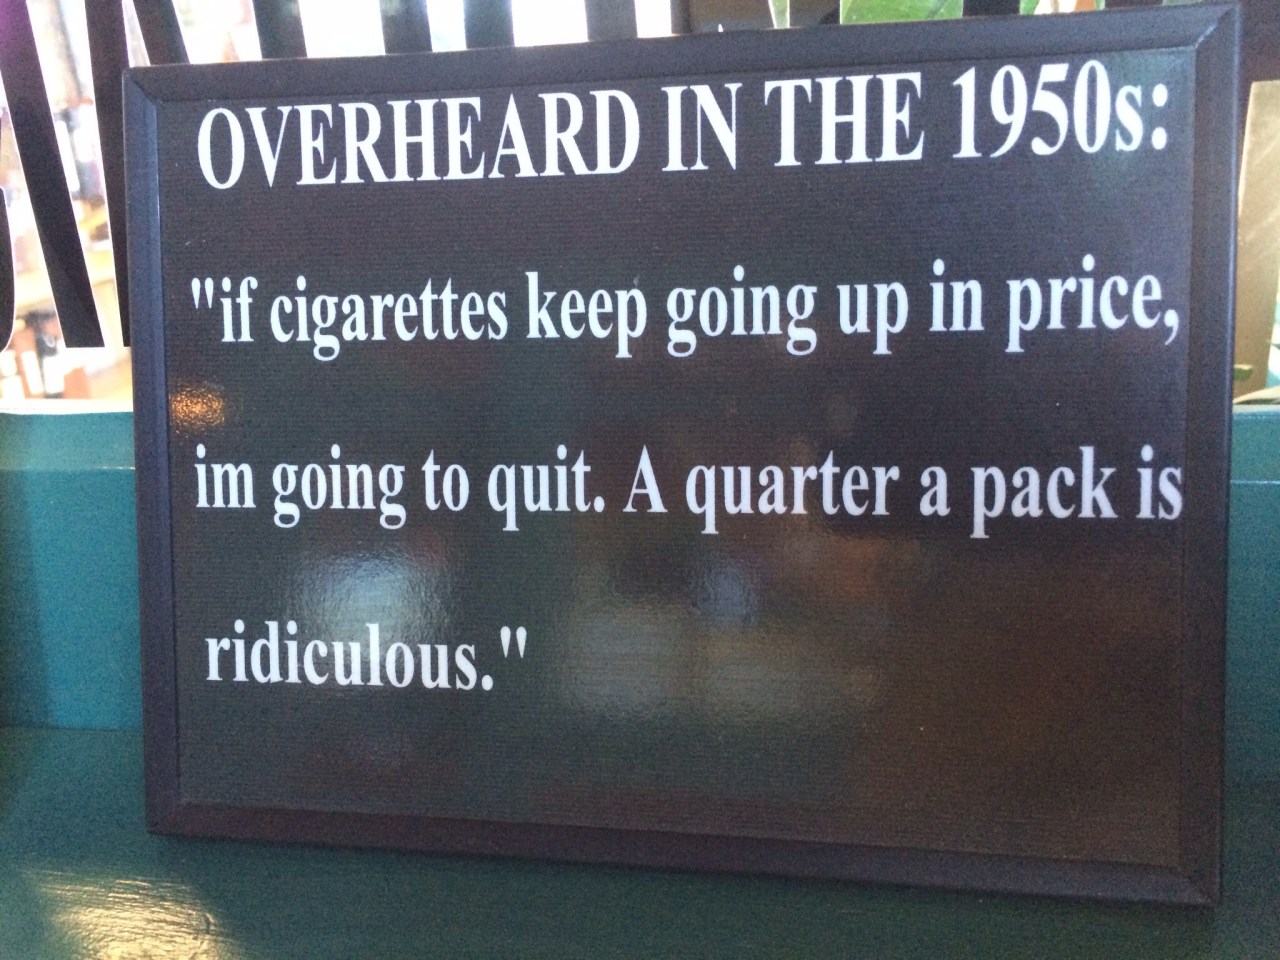 OVERHEARD IN THE 1950s:
"if cigarettes keep going up in price,
im going to quit. A quarter a pack is
ridiculous."